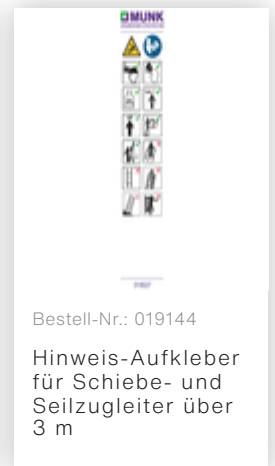 MUNK
Bestell-Nr.: 019144
Hinweis-Aufkleber
für Schiebe- und
Seilzugleiter über
3 m